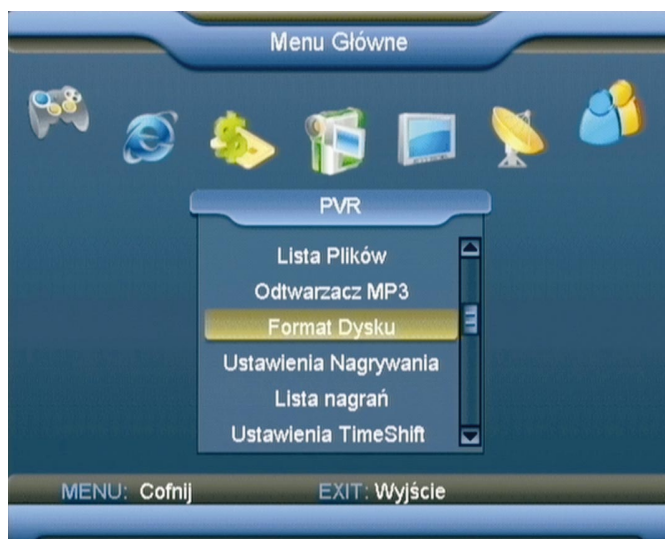 Menu Główne
PVR
Lista Plików
Odtwarzacz MP3
Format Dysku
Ustawienia Nagrywania
Lista nagrań
Ustawienia TimeShift
MENU: Cofnij EXIT: Wyjście